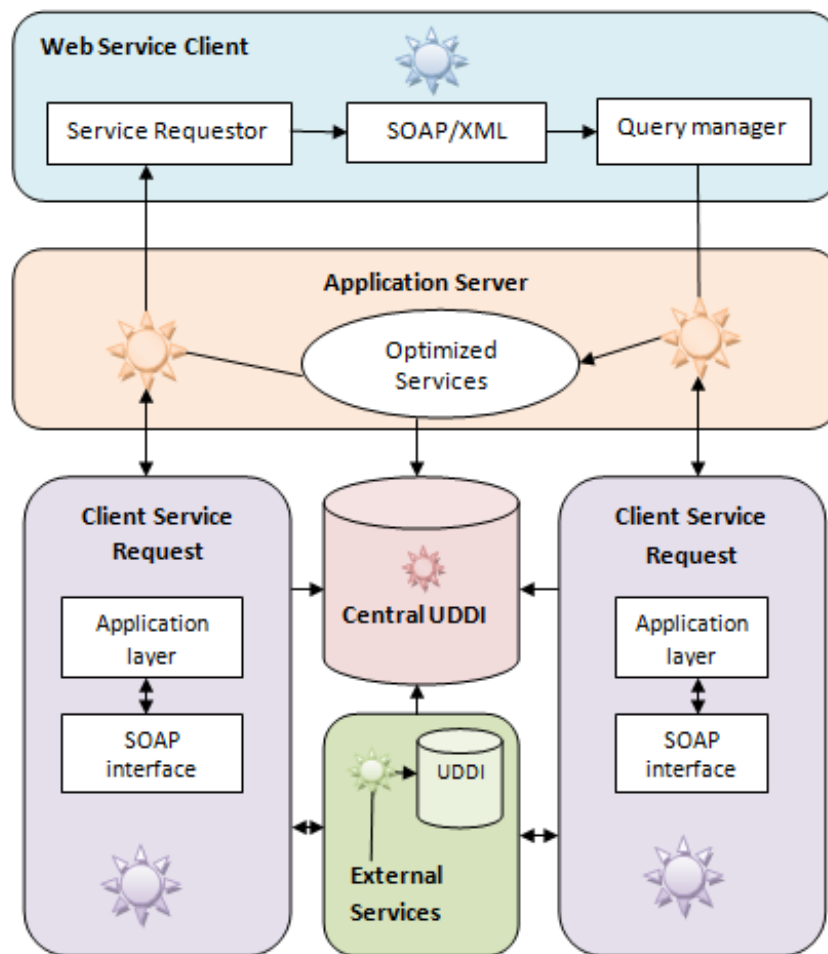 Web Service Client
Service Requestor
SOAP/XML
Query manager
Application Server
Optimized
Services
Client Service
Request
Application
layer
SOAP
interface
Central UDDI
UDDI
External
Services
Client Service
Request
Application
layer
SOAP
interface